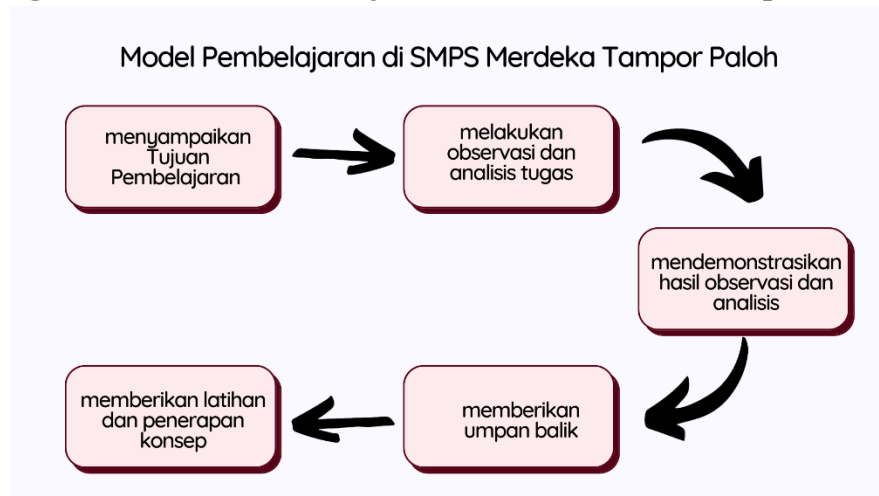 Model Pembelajaran di SMPS Merdeka Tampor Paloh
menyampaikan
Tujuan
Pembelajaran
melakukan
observasi dan
analisis tugas
mendemonstrasikan
hasil observasi dan
analisis
memberikan
umpan balik
memberikan latihan
dan penerapan
konsep